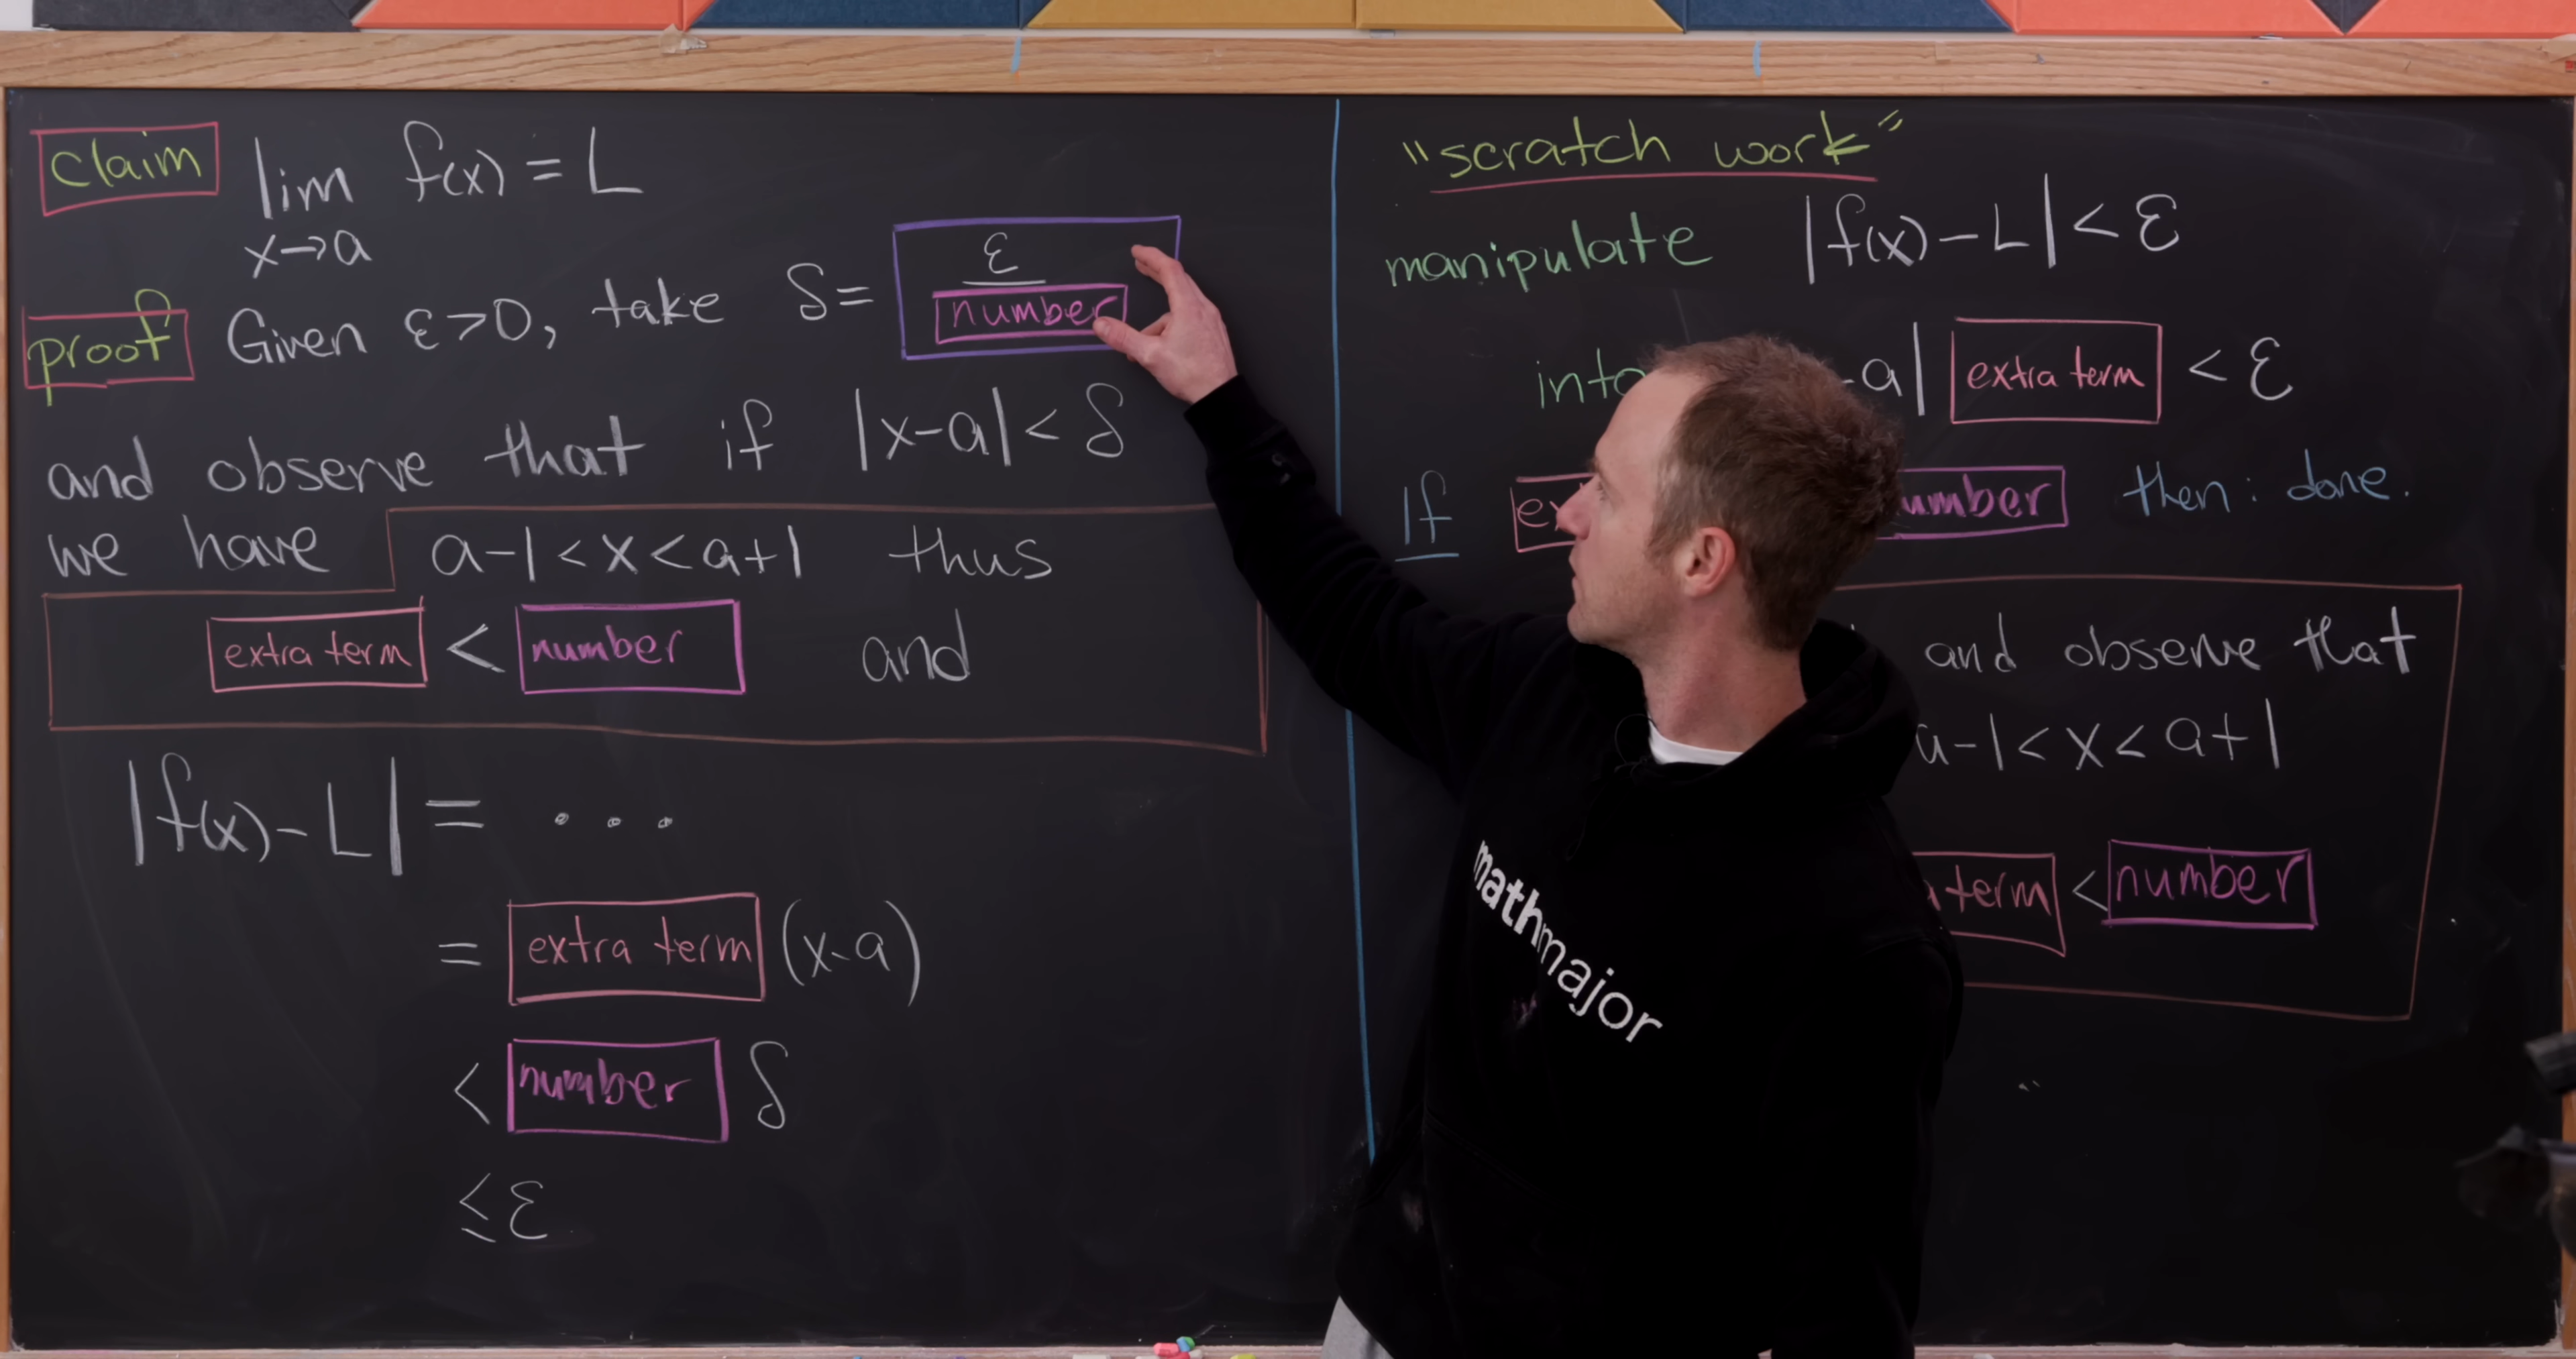 claim lim f(x) = L
x→a
proof Given ε>0, take δ= ε
number
and observe that if |x-a| < δ
we have a-1 < x < a+1 thus
extra term < number and
|f(x)-L| = . . .
= extra term (x-a)
< number δ
≤ ε
"scratch work"
manipulate |f(x)-L| < ε
into -a| extra term < ε
If number then: done.
and observe that
a-1 < x < a+1
term < number
mathmajor